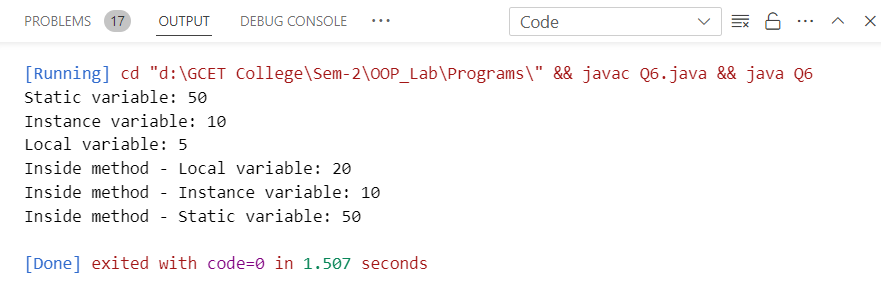 PROBLEMS 17 OUTPUT DEBUG CONSOLE ··· Code ···
[Running] cd "d:\GCET College\Sem-2\OOP_Lab\Programs\" && javac Q6.java && java Q6
Static variable: 50
Instance variable: 10
Local variable: 5
Inside method - Local variable: 20
Inside method - Instance variable: 10
Inside method - Static variable: 50
[Done] exited with code=0 in 1.507 seconds